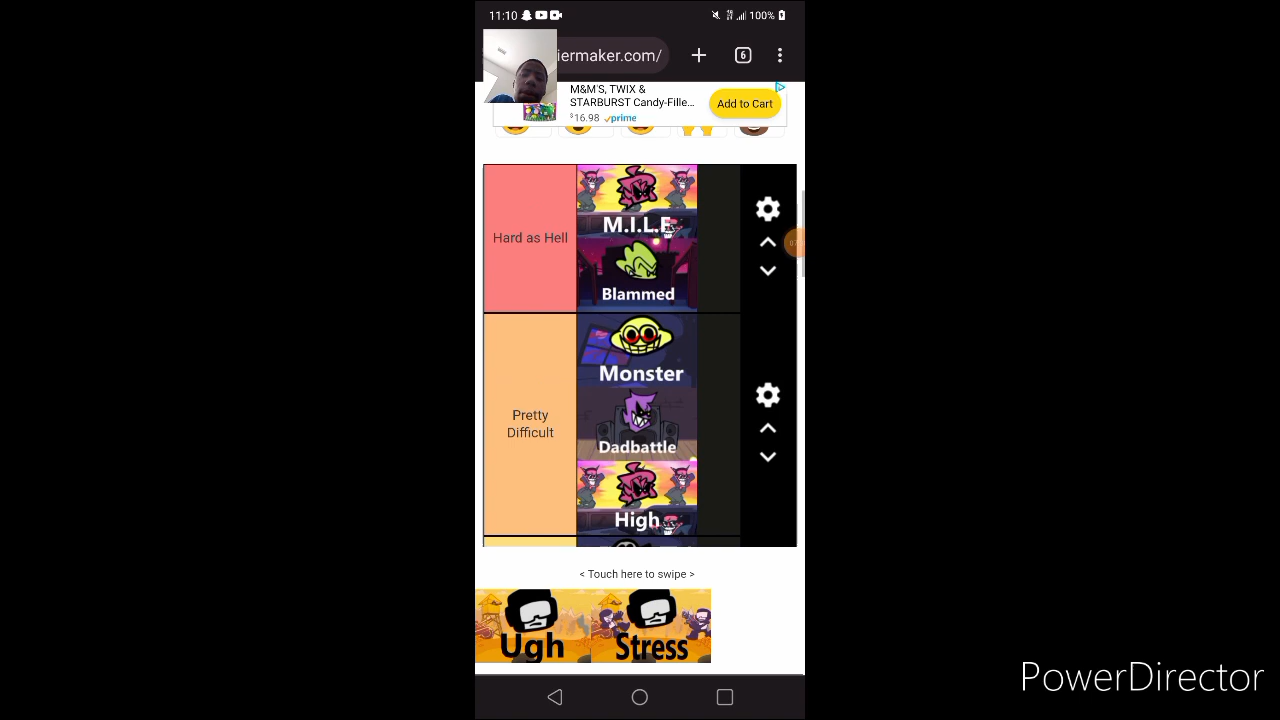 11:10 100%
iermaker.com/ 6
M&M'S, TWIX &
STARBURST Candy-Fille...
$16.98 prime
Add to Cart
Hard as Hell
M.I.L.F
Blammed
Pretty
Difficult
Monster
Dadbattle
High
< Touch here to swipe >
Ugh
Stress
PowerDirector